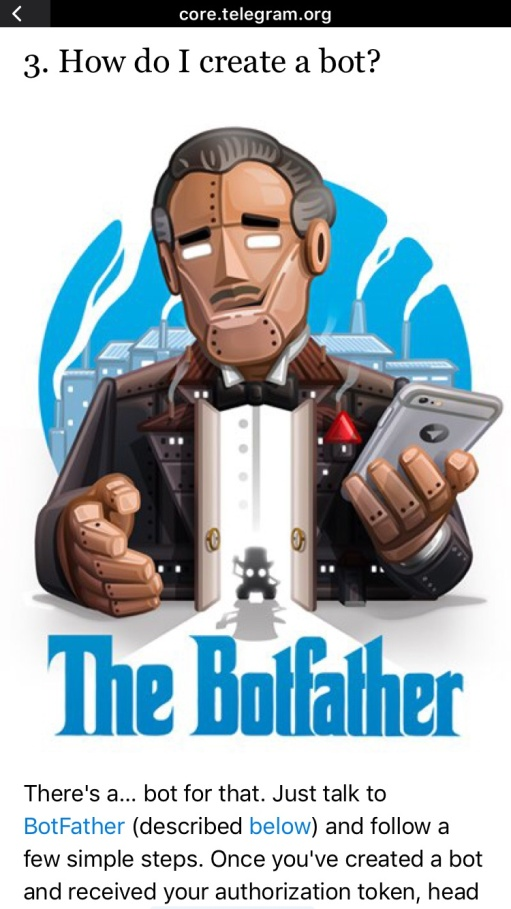 core.telegram.org
3. How do I create a bot?
The Botfather
There's a... bot for that. Just talk to
BotFather (described below) and follow a
few simple steps. Once you've created a bot
and received your authorization token, head